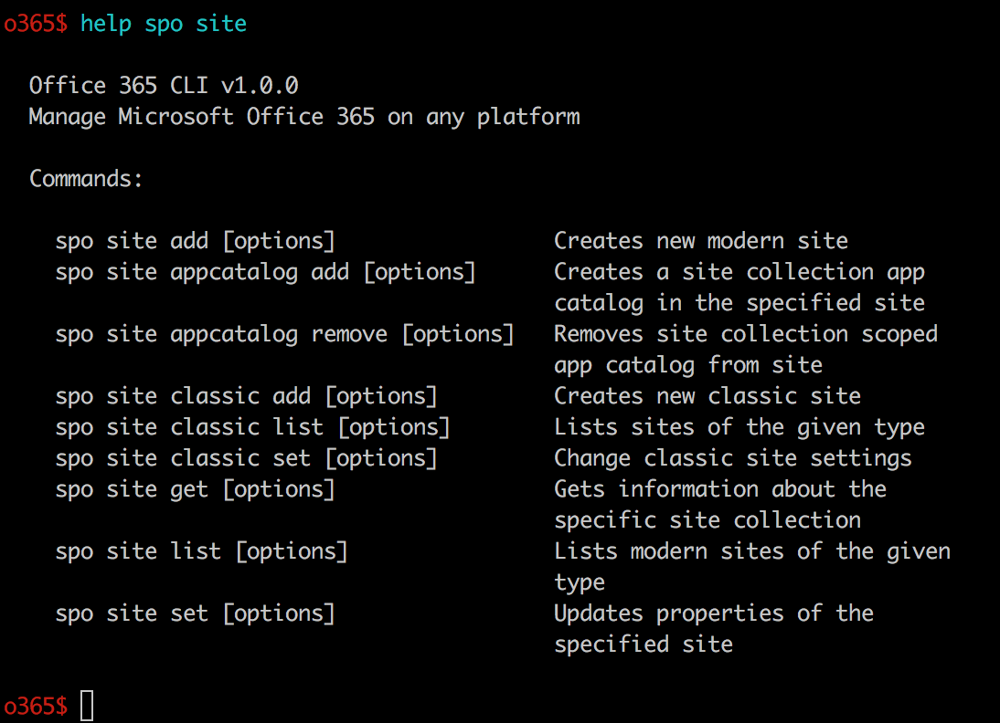 o365$ help spo site
Office 365 CLI v1.0.0
Manage Microsoft Office 365 on any platform
Commands:
spo site add [options] Creates new modern site
spo site appcatalog add [options] Creates a site collection app
catalog in the specified site
spo site appcatalog remove [options] Removes site collection scoped
app catalog from site
spo site classic add [options] Creates new classic site
spo site classic list [options] Lists sites of the given type
spo site classic set [options] Change classic site settings
spo site get [options] Gets information about the
specific site collection
spo site list [options] Lists modern sites of the given
type
spo site set [options] Updates properties of the
specified site
o365$